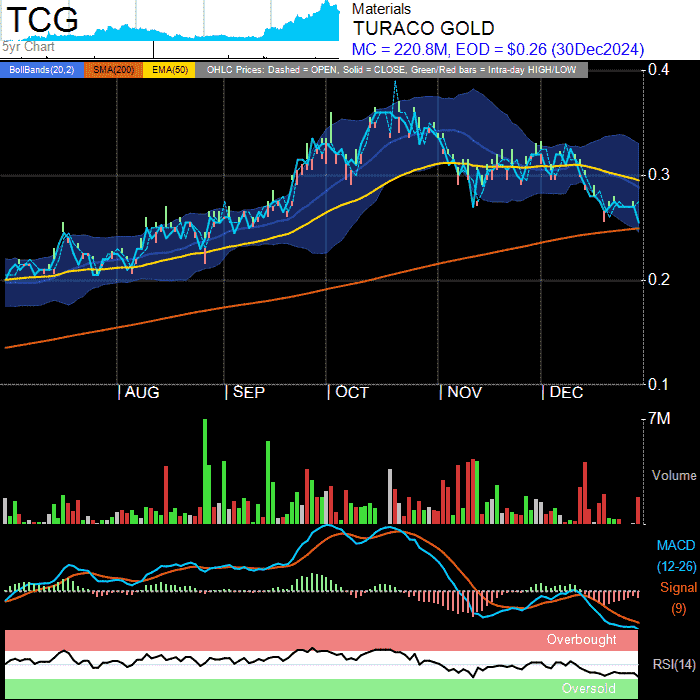 TCG
5yr Chart
Materials
TURACO GOLD
MC = 220.8M, EOD = $0.26 (30Dec2024)
BollBands(20,2) SMA(200) EMA(50) OHLC Prices: Dashed = OPEN, Solid = CLOSE, Green/Red bars = Intra-day HIGH/LOW
0.4
0.3
0.2
0.1
AUG SEP OCT NOV DEC
7M
Volume
MACD
(12-26)
Signal
(9)
Overbought
RSI(14)
Oversold